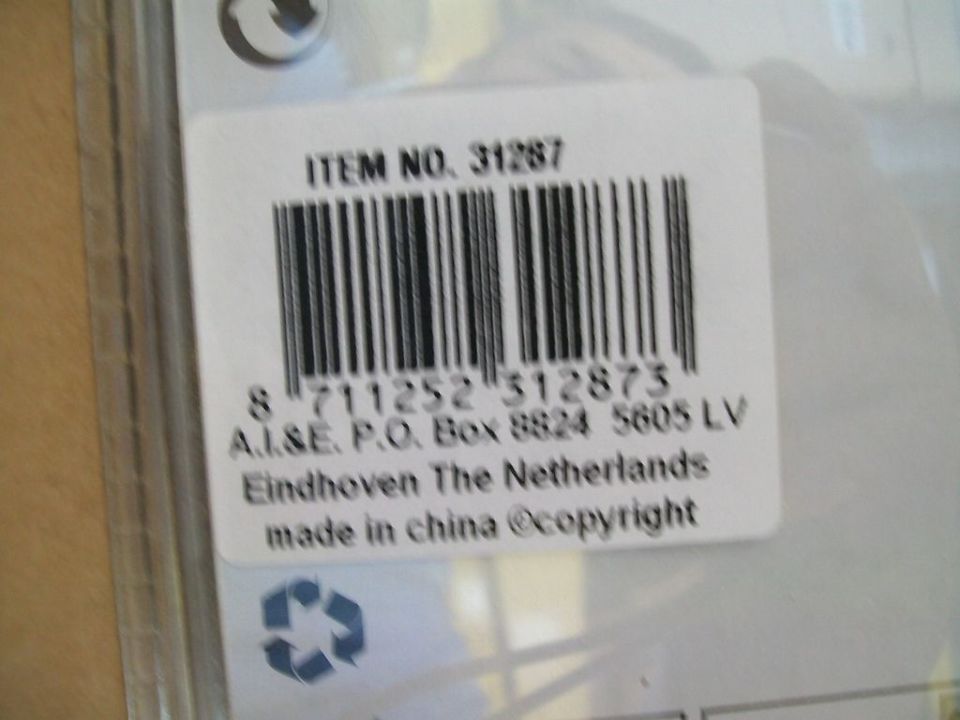 ITEM NO. 31287
8 711252 312873
A.I.&E. P.O. Box 8824 5605 LV
Eindhoven The Netherlands
made in china ©copyright